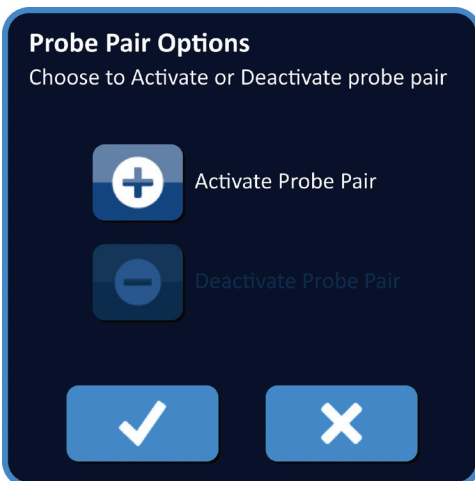 Probe Pair Options
Choose to Activate or Deactivate probe pair
Activate Probe Pair
Deactivate Probe Pair